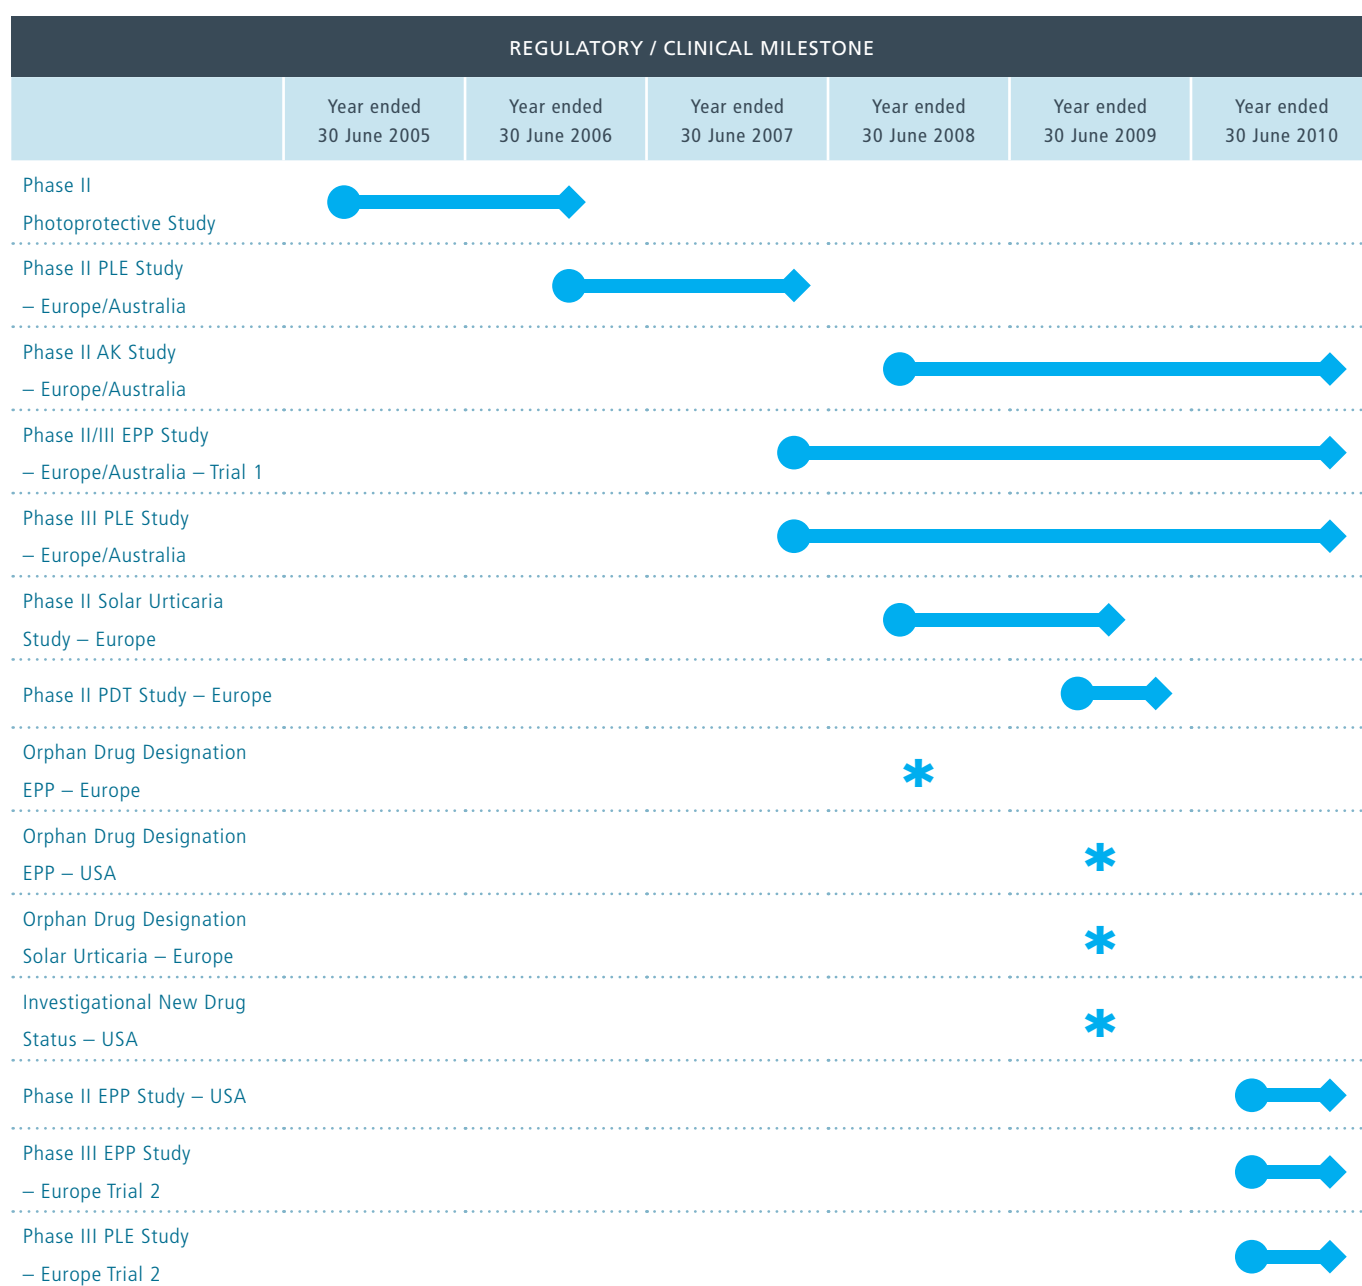 REGULATORY / CLINICAL MILESTONE
Year ended
30 June 2005
Year ended
30 June 2006
Year ended
30 June 2007
Year ended
30 June 2008
Year ended
30 June 2009
Year ended
30 June 2010
Phase II
Photoprotective Study
Phase II PLE Study
– Europe/Australia
Phase II AK Study
– Europe/Australia
Phase II/III EPP Study
– Europe/Australia – Trial 1
Phase III PLE Study
– Europe/Australia
Phase II Solar Urticaria
Study – Europe
Phase II PDT Study – Europe
Orphan Drug Designation
EPP – Europe
Orphan Drug Designation
EPP – USA
Orphan Drug Designation
Solar Urticaria – Europe
Investigational New Drug
Status – USA
Phase II EPP Study – USA
Phase III EPP Study
– Europe Trial 2
Phase III PLE Study
– Europe Trial 2